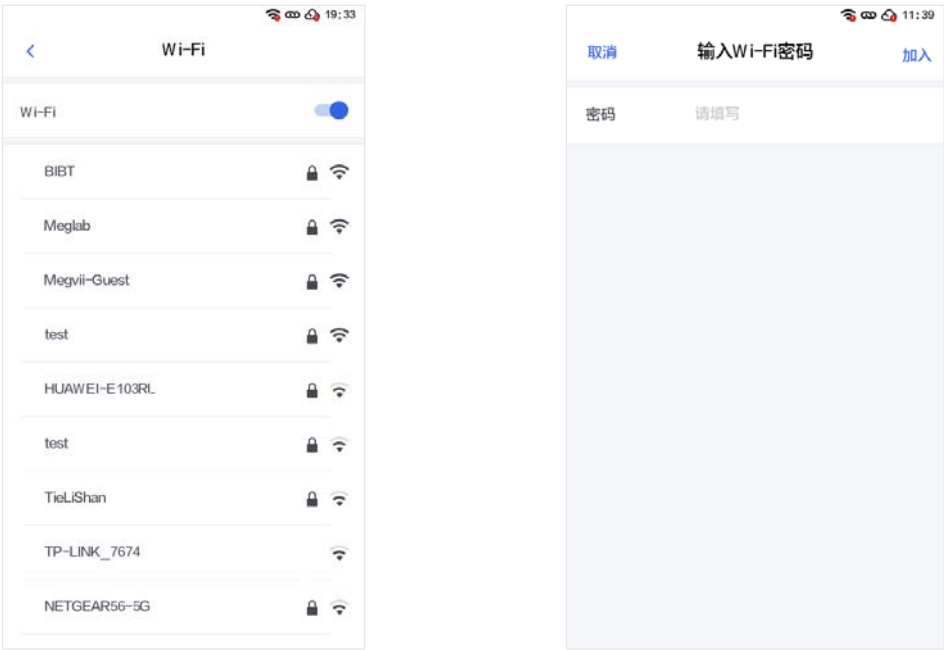 19:33
Wi-Fi
Wi-Fi
BIBT
Meglab
Megvii-Guest
test
HUAWEI-E103RL
test
TieLiShan
TP-LINK_7674
NETGEAR56-5G
11:39
取消 输入Wi-Fi密码 加入
密码 请填写